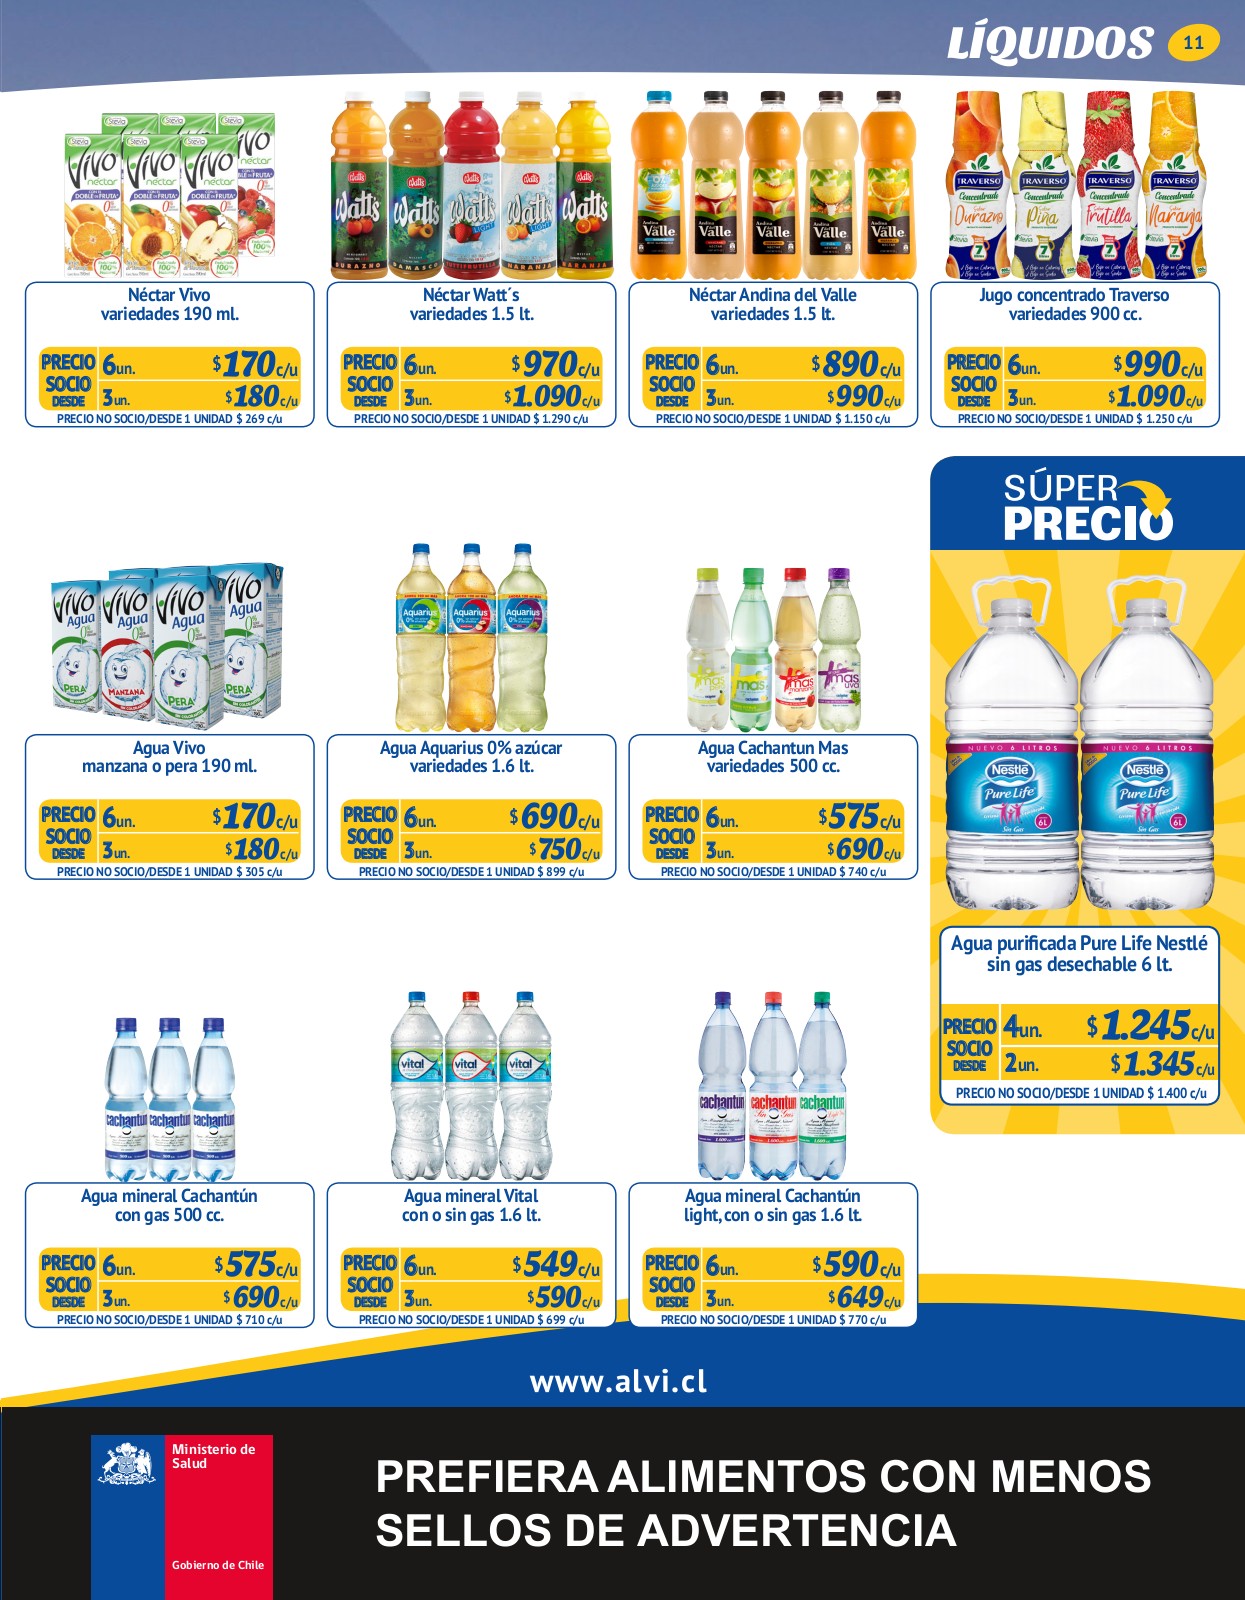 LÍQUIDOS 11
Néctar Vivo
variedades 190 ml.
PRECIO SOCIO DESDE
6un. $170c/u
3un. $180c/u
PRECIO NO SOCIO/DESDE 1 UNIDAD $ 269 c/u
Néctar Watt´s
variedades 1.5 lt.
PRECIO SOCIO DESDE
6un. $970c/u
3un. $1.090c/u
PRECIO NO SOCIO/DESDE 1 UNIDAD $ 1.290 c/u
Néctar Andina del Valle
variedades 1.5 lt.
PRECIO SOCIO DESDE
6un. $890c/u
3un. $990c/u
PRECIO NO SOCIO/DESDE 1 UNIDAD $ 1.150 c/u
Jugo concentrado Traverso
variedades 900 cc.
PRECIO SOCIO DESDE
6un. $990c/u
3un. $1.090c/u
PRECIO NO SOCIO/DESDE 1 UNIDAD $ 1.250 c/u
Agua Vivo
manzana o pera 190 ml.
PRECIO SOCIO DESDE
6un. $170c/u
3un. $180c/u
PRECIO NO SOCIO/DESDE 1 UNIDAD $ 305 c/u
Agua Aquarius 0% azúcar
variedades 1.6 lt.
PRECIO SOCIO DESDE
6un. $690c/u
3un. $750c/u
PRECIO NO SOCIO/DESDE 1 UNIDAD $ 899 c/u
Agua Cachantun Mas
variedades 500 cc.
PRECIO SOCIO DESDE
6un. $575c/u
3un. $690c/u
PRECIO NO SOCIO/DESDE 1 UNIDAD $ 740 c/u
SÚPER
PRECIO
NUEVO 6 LITROS
Nestlé
Pure Life
Sin Gas
6L
Agua purificada Pure Life Nestlé
sin gas desechable 6 lt.
PRECIO SOCIO DESDE
4un. $1.245c/u
2un. $1.345c/u
PRECIO NO SOCIO/DESDE 1 UNIDAD $ 1.400 c/u
Agua mineral Cachantún
con gas 500 cc.
PRECIO SOCIO DESDE
6un. $575c/u
3un. $690c/u
PRECIO NO SOCIO/DESDE 1 UNIDAD $ 710 c/u
Agua mineral Vital
con o sin gas 1.6 lt.
PRECIO SOCIO DESDE
6un. $549c/u
3un. $590c/u
PRECIO NO SOCIO/DESDE 1 UNIDAD $ 699 c/u
Agua mineral Cachantún
light, con o sin gas 1.6 lt.
PRECIO SOCIO DESDE
6un. $590c/u
3un. $649c/u
PRECIO NO SOCIO/DESDE 1 UNIDAD $ 770 c/u
www.alvi.cl
Ministerio de
Salud
Gobierno de Chile
PREFIERA ALIMENTOS CON MENOS
SELLOS DE ADVERTENCIA